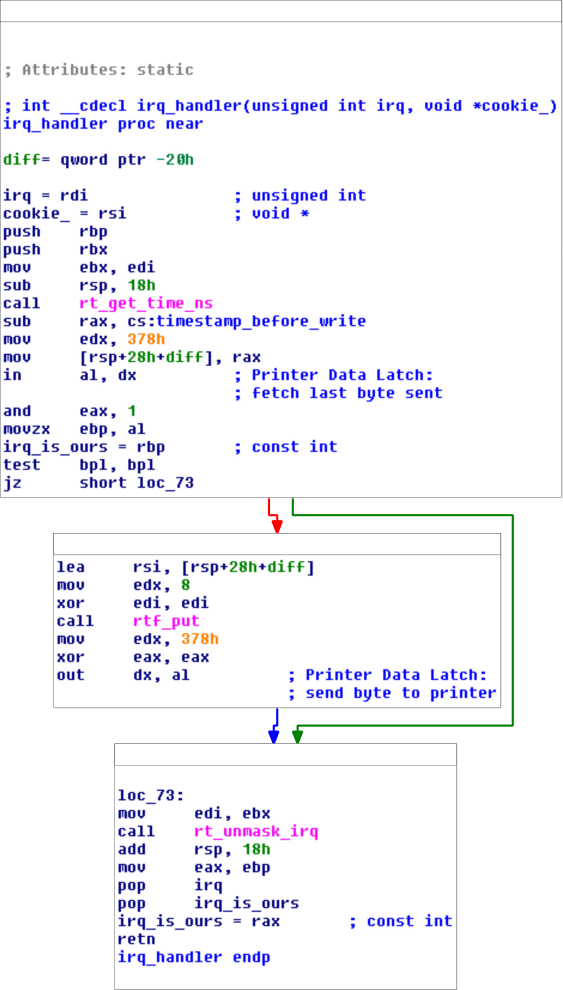 ; Attributes: static
; int __cdecl irq_handler(unsigned int irq, void *cookie_)
irq_handler proc near
diff= qword ptr -20h
irq = rdi ; unsigned int
cookie_ = rsi ; void *
push rbp
push rbx
mov ebx, edi
sub rsp, 18h
call rt_get_time_ns
sub rax, cs:timestamp_before_write
mov edx, 378h
mov [rsp+28h+diff], rax
in al, dx ; Printer Data Latch:
; fetch last byte sent
and eax, 1
movzx ebp, al
irq_is_ours = rbp ; const int
test bpl, bpl
jz short loc_73
lea rsi, [rsp+28h+diff]
mov edx, 8
xor edi, edi
call rtf_put
mov edx, 378h
xor eax, eax
out dx, al ; Printer Data Latch:
; send byte to printer
loc_73:
mov edi, ebx
call rt_unmask_irq
add rsp, 18h
mov eax, ebp
pop irq
pop irq_is_ours
irq_is_ours = rax ; const int
retn
irq_handler endp